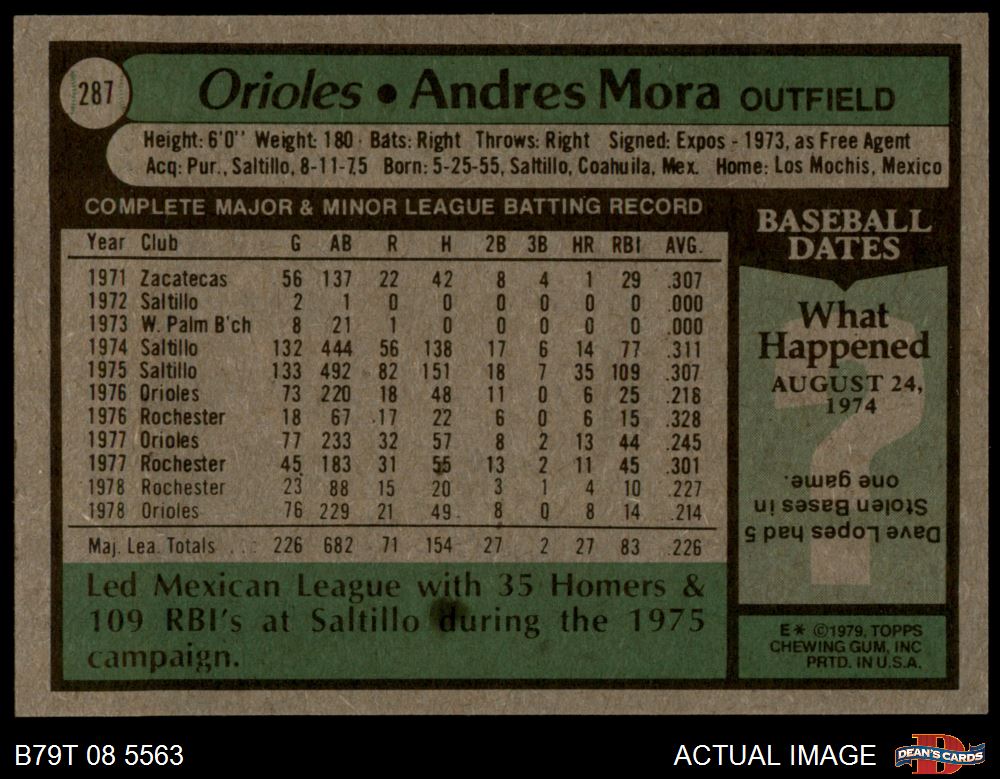 287
Orioles • Andres Mora OUTFIELD
Height: 6'0'' Weight: 180 · Bats: Right Throws: Right Signed: Expos - 1973, as Free Agent
Acq: Pur., Saltillo, 8-11-75 Born: 5-25-55, Saltillo, Coahuila, Mex. Home: Los Mochis, Mexico
COMPLETE MAJOR & MINOR LEAGUE BATTING RECORD
Year Club G AB R H 2B 3B HR RBI AVG.
1971 Zacatecas 56 137 22 42 8 4 1 29 .307
1972 Saltillo 2 1 0 0 0 0 0 0 .000
1973 W. Palm B'ch 8 21 1 0 0 0 0 0 .000
1974 Saltillo 132 444 56 138 17 6 14 77 .311
1975 Saltillo 133 492 82 151 18 7 35 109 .307
1976 Orioles 73 220 18 48 11 0 6 25 .218
1976 Rochester 18 67 17 22 6 0 6 15 .328
1977 Orioles 77 233 32 57 8 2 13 44 .245
1977 Rochester 45 183 31 55 13 2 11 45 .301
1978 Rochester 23 88 15 20 3 1 4 10 .227
1978 Orioles 76 229 21 49 8 0 8 14 .214
Maj. Lea. Totals ... 226 682 71 154 27 2 27 83 .226
Led Mexican League with 35 Homers &
109 RBI's at Saltillo during the 1975
campaign.
BASEBALL
DATES
What
Happened
AUGUST 24,
1974
?
Dave Lopes had 5
Stolen Bases in
one game.
E* ©1979, TOPPS
CHEWING GUM, INC
PRTD. IN U.S.A.
B79T 08 5563
ACTUAL IMAGE
D
DEAN'S CARDS